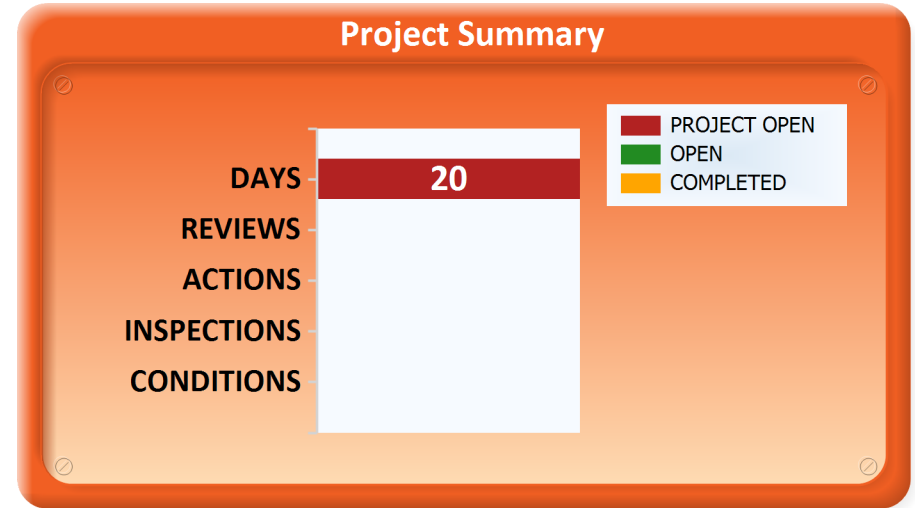 Project Summary
PROJECT OPEN
OPEN
COMPLETED
DAYS
20
REVIEWS
ACTIONS
INSPECTIONS
CONDITIONS